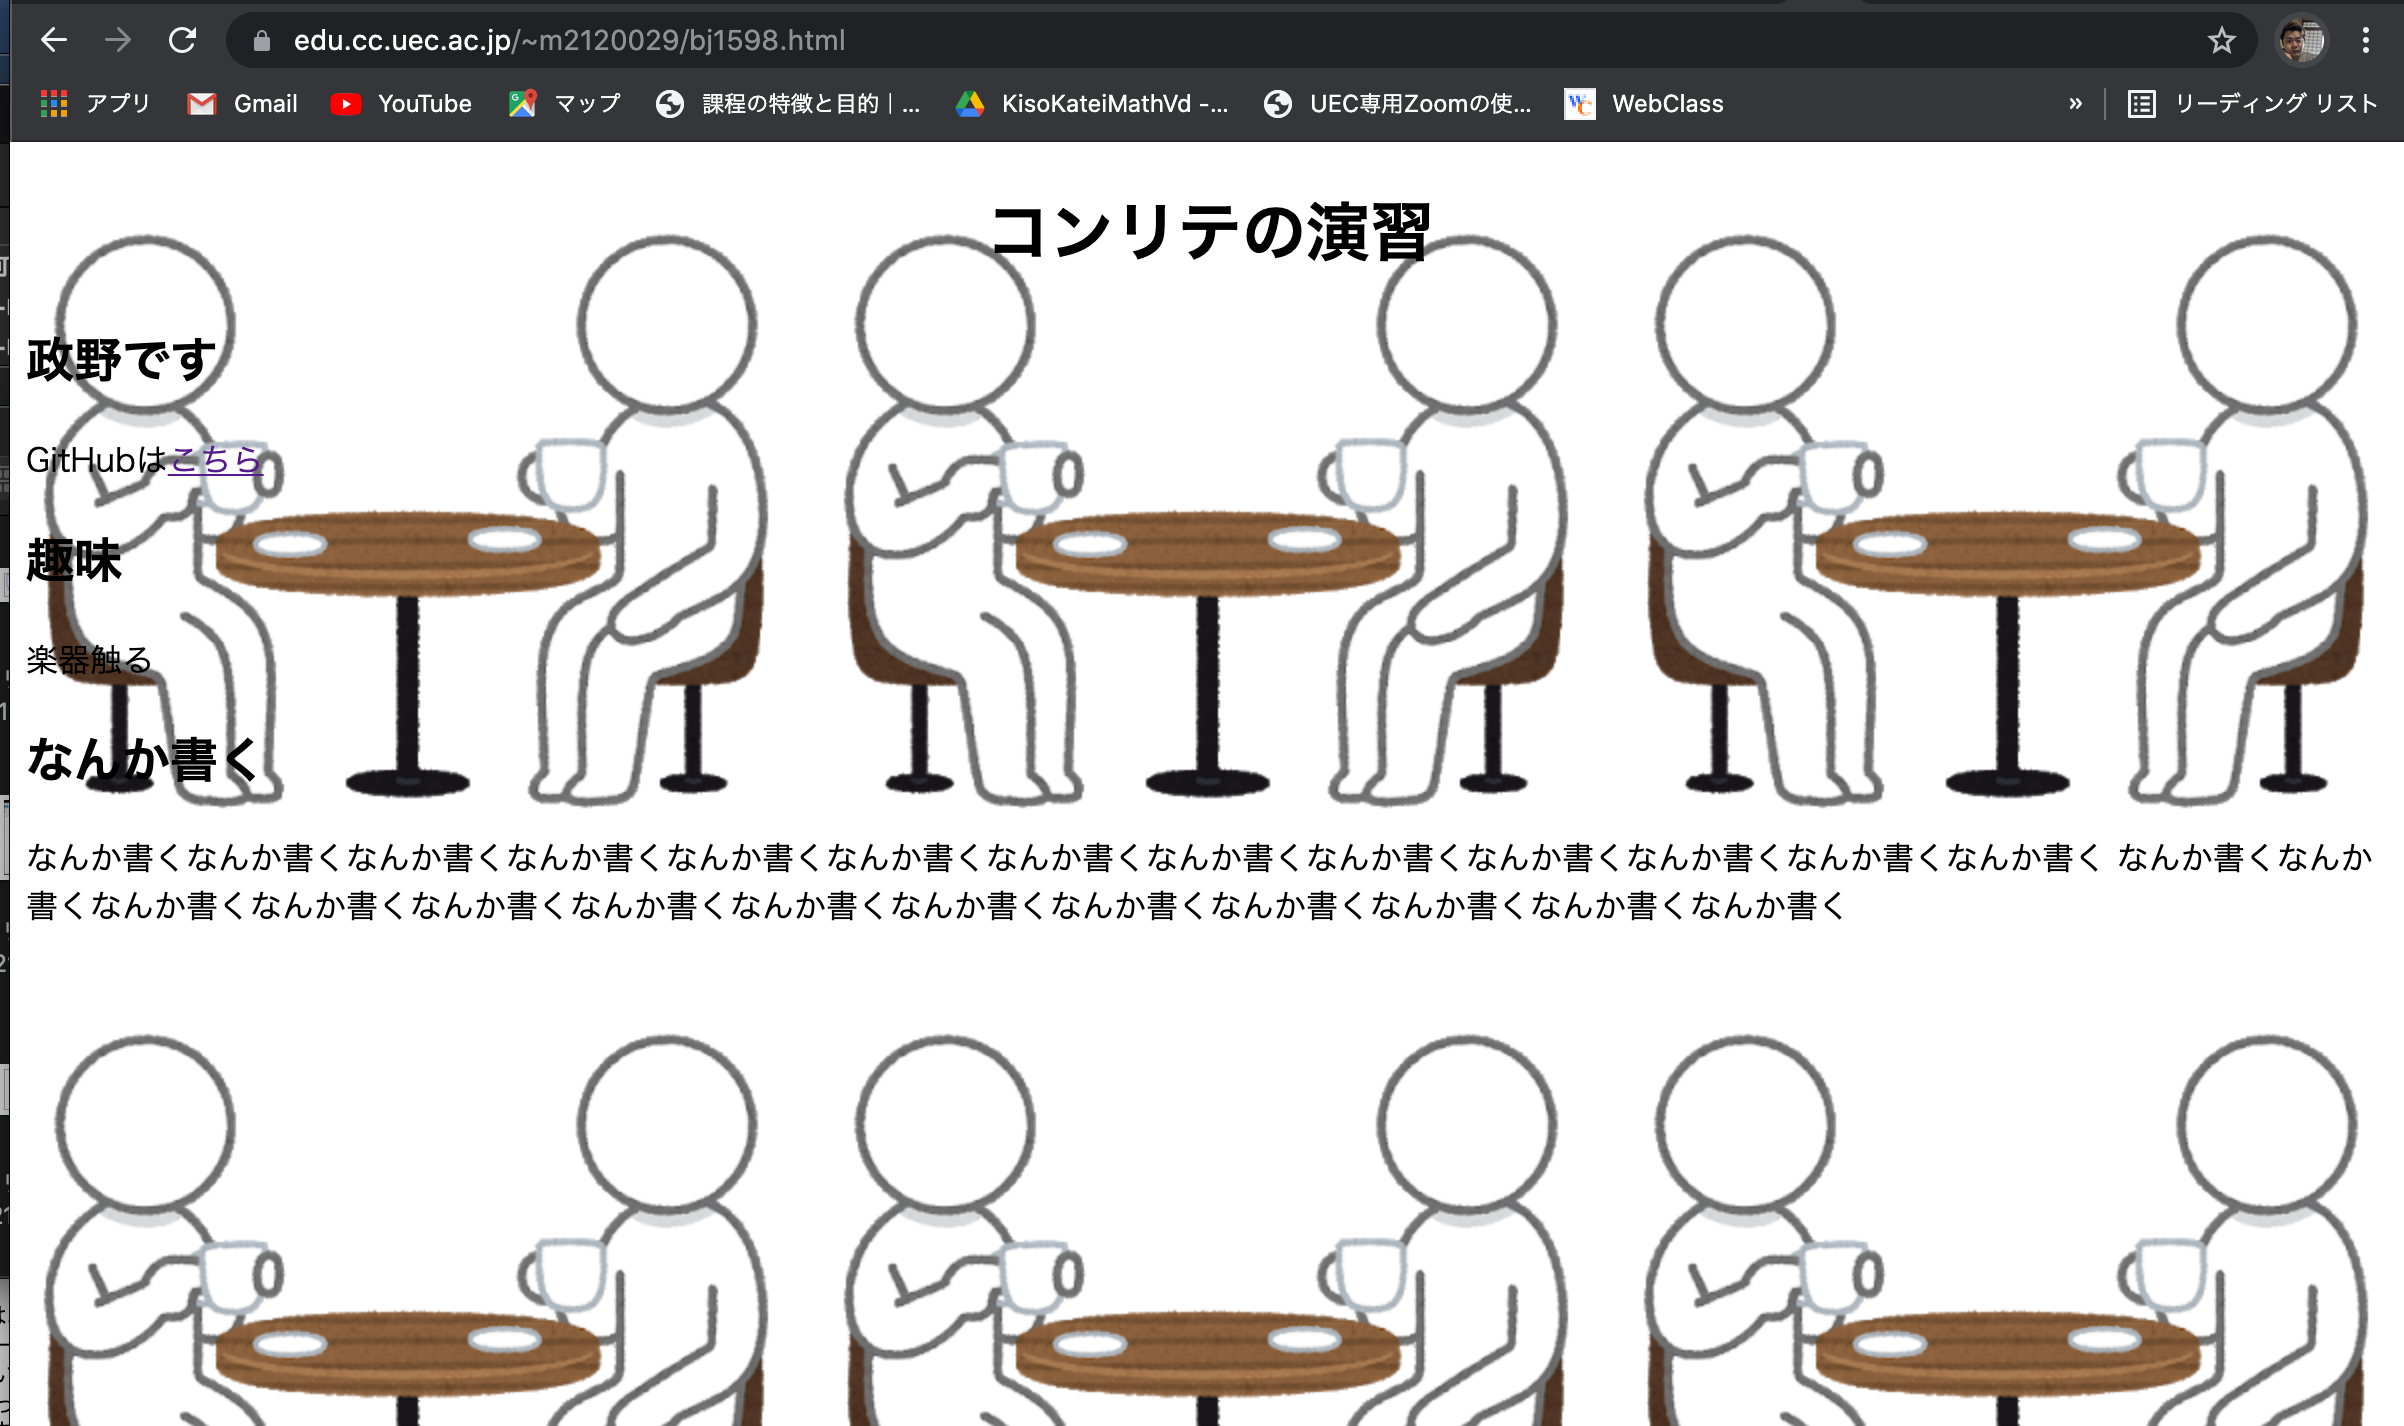 edu.cc.uec.ac.jp/~m2120029/bj1598.html
アプリ Gmail YouTube マップ 課程の特徴と目的 | ... KisoKateiMathVd -... UEC専用Zoomの使... WebClass » リーディング リスト
コンリテの演習
政野です
GitHubはこちら
趣味
楽器触る
なんか書く
なんか書くなんか書くなんか書くなんか書くなんか書くなんか書くなんか書くなんか書くなんか書くなんか書くなんか書くなんか書くなんか書く なんか書くなんか
書くなんか書くなんか書くなんか書くなんか書くなんか書くなんか書くなんか書くなんか書くなんか書くなんか書くなんか書く